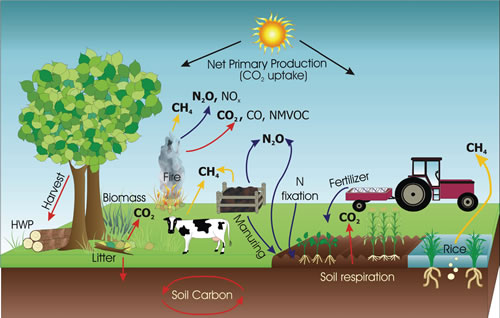 Net Primary Production
(CO₂ uptake)
N₂O, NOₓ
CH₄
CO₂, CO, NMVOC
N₂O
CH₄
Fire
CH₄
Harvest
Biomass
CO₂
HWP
Litter
Manuring
N
fixation
Fertilizer
CO₂
Rice
Soil respiration
Soil Carbon